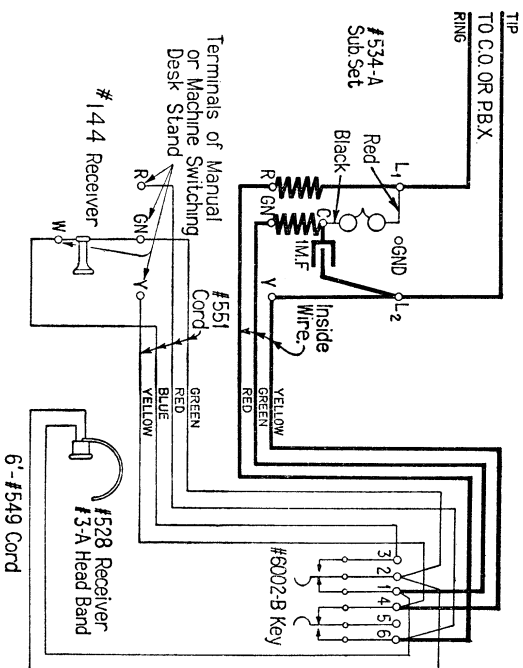 TIP
TO C.O. OR P.B.X.
RING
#534-A
Sub. Set
L1
Red
Black
R
GN
C
1M.F
GND
L2
Y
Inside
Wire.
YELLOW
GREEN
RED
Terminals of Manual
or Machine Switching
Desk Stand
R
GN
Y
W
#144 Receiver
#551
Cord
GREEN
RED
BLUE
YELLOW
#528 Receiver
#3-A Head Band
6'-#549 Cord
#6002-B Key
3
2
1
4
5
6